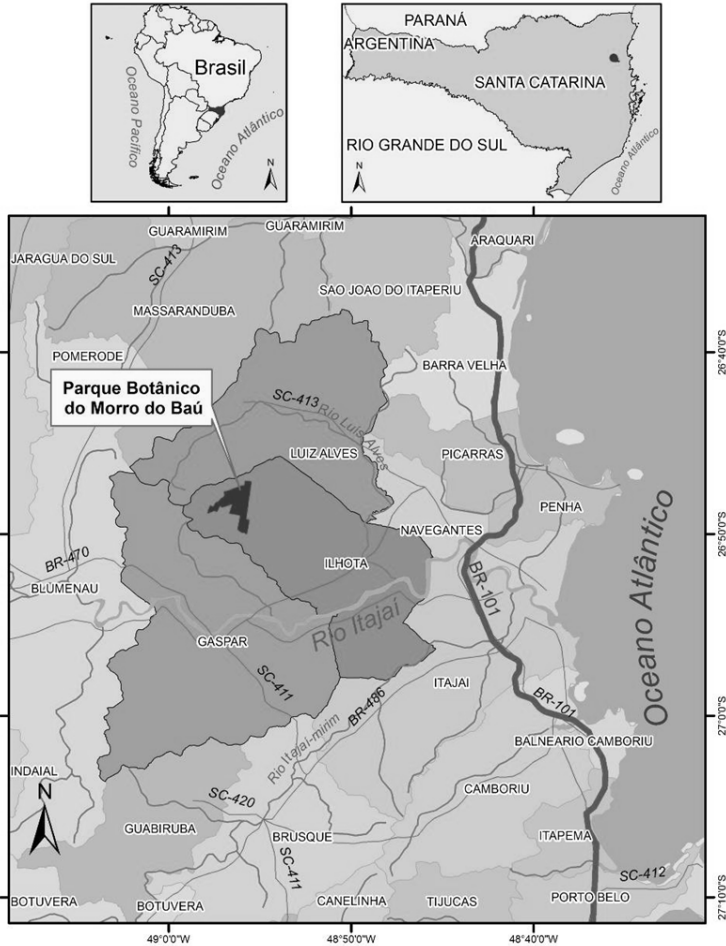 Brasil
Oceano Pacífico
Oceano Atlântico
N
PARANÁ
ARGENTINA
SANTA CATARINA
RIO GRANDE DO SUL
Oceano Atlântico
N
GUARAMIRIM
GUARAMIRIM
ARAQUARI
JARAGUA DO SUL
SC-413
SAO JOAO DO ITAPERIU
MASSARANDUBA
POMERODE
BARRA VELHA
26°40'0"S
Parque Botânico
do Morro do Baú
SC-413
Rio Luis Alves
LUIZ ALVES
PICARRAS
PENHA
NAVEGANTES
26°50'0"S
BR-470
ILHOTA
BLUMENAU
BR-101
Oceano Atlântico
Rio Itajaí
GASPAR
SC-411
ITAJAI
BR-486
BR-101
27°0'0"S
Rio Itajaí-mirim
BALNEARIO CAMBORIU
INDAIAL
N
SC-420
CAMBORIU
GUABIRUBA
BRUSQUE
ITAPEMA
SC-411
SC-412
BOTUVERA
BOTUVERA
CANELINHA
TIJUCAS
PORTO BELO
27°10'0"S
49°0'0"W
48°50'0"W
48°40'0"W